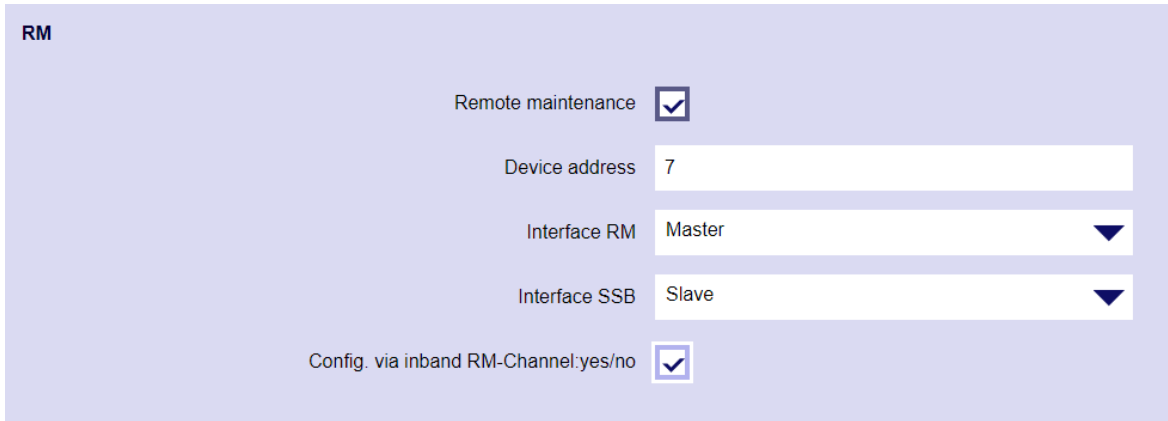 RM
Remote maintenance
Device address 7
Interface RM Master
Interface SSB Slave
Config. via inband RM-Channel:yes/no